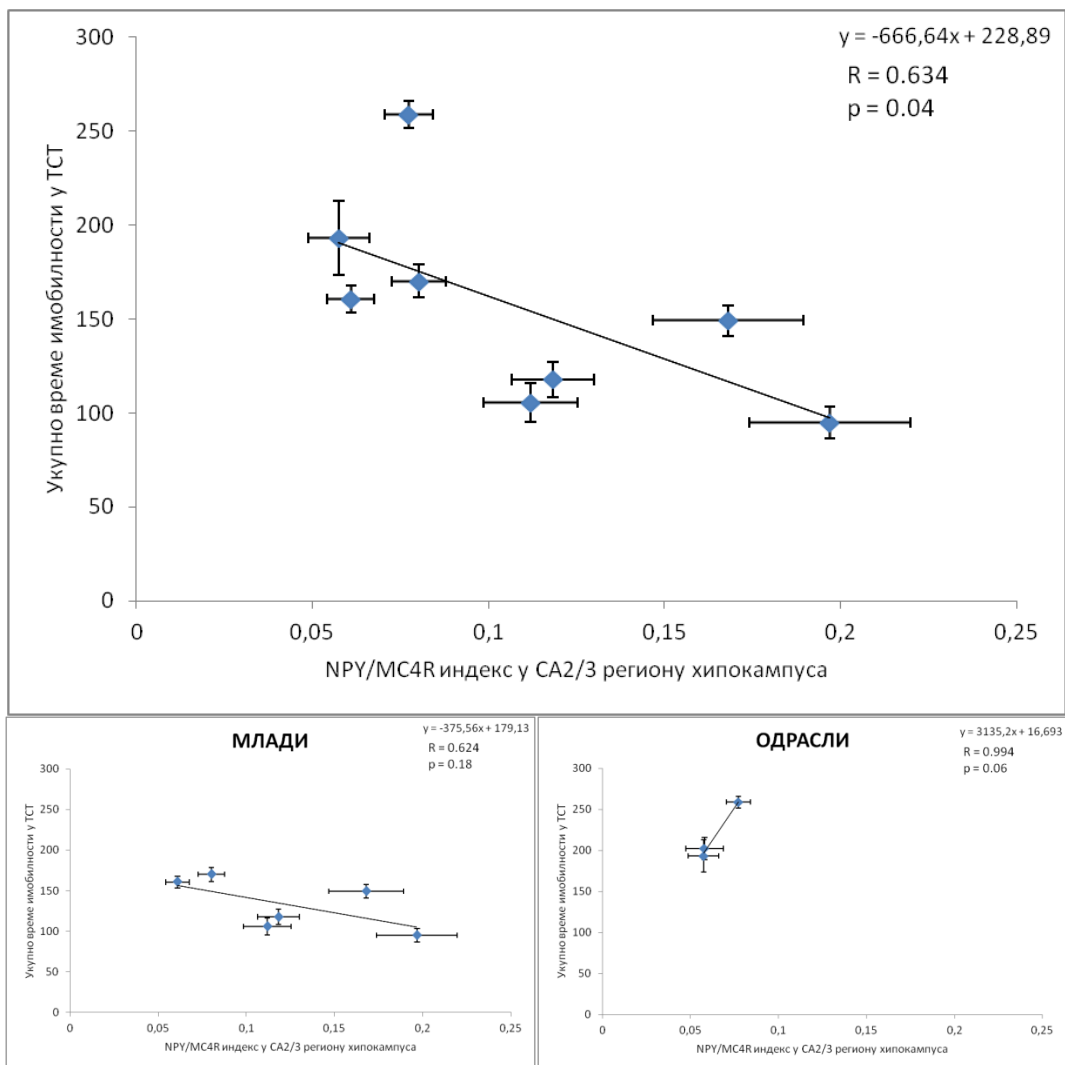 y = -666,64x + 228,89
R = 0.634
p = 0.04
Укупно време имобилности у ТСТ
300
250
200
150
100
50
0
0 0,05 0,1 0,15 0,2 0,25
NPY/MC4R индекс у CA2/3 региону хипокампуса
МЛАДИ
y = -375,56x + 179,13
R = 0.624
p = 0.18
Укупно време имобилности у ТСТ
300
250
200
150
100
50
0
0 0,05 0,1 0,15 0,2 0,25
NPY/MC4R индекс у CA2/3 региону хипокампуса
ОДРАСЛИ
y = 3135,2x + 16,693
R = 0.994
p = 0.06
Укупно време имобилности у ТСТ
300
250
200
150
100
50
0
0 0,05 0,1 0,15 0,2 0,25
NPY/MC4R индекс у CA2/3 региону хипокампуса